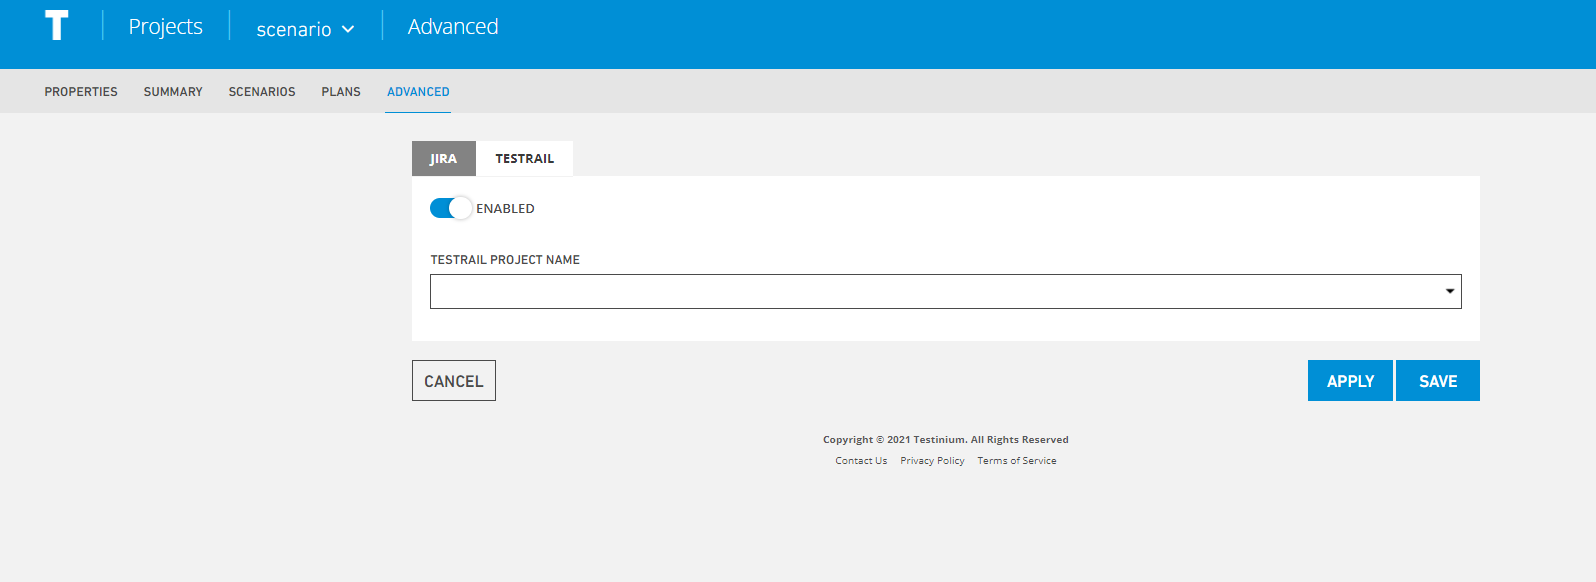 T Projects scenario Advanced
PROPERTIES SUMMARY SCENARIOS PLANS ADVANCED
JIRA TESTRAIL
ENABLED
TESTRAIL PROJECT NAME
CANCEL APPLY SAVE
Copyright © 2021 Testinium. All Rights Reserved
Contact Us Privacy Policy Terms of Service